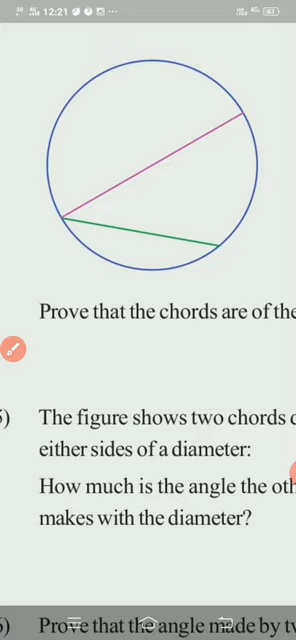 12:21
Prove that the chords are of the
5)
The figure shows two chords
either sides of a diameter:
How much is the angle the oth
makes with the diameter?
Prove that the angle made by tw